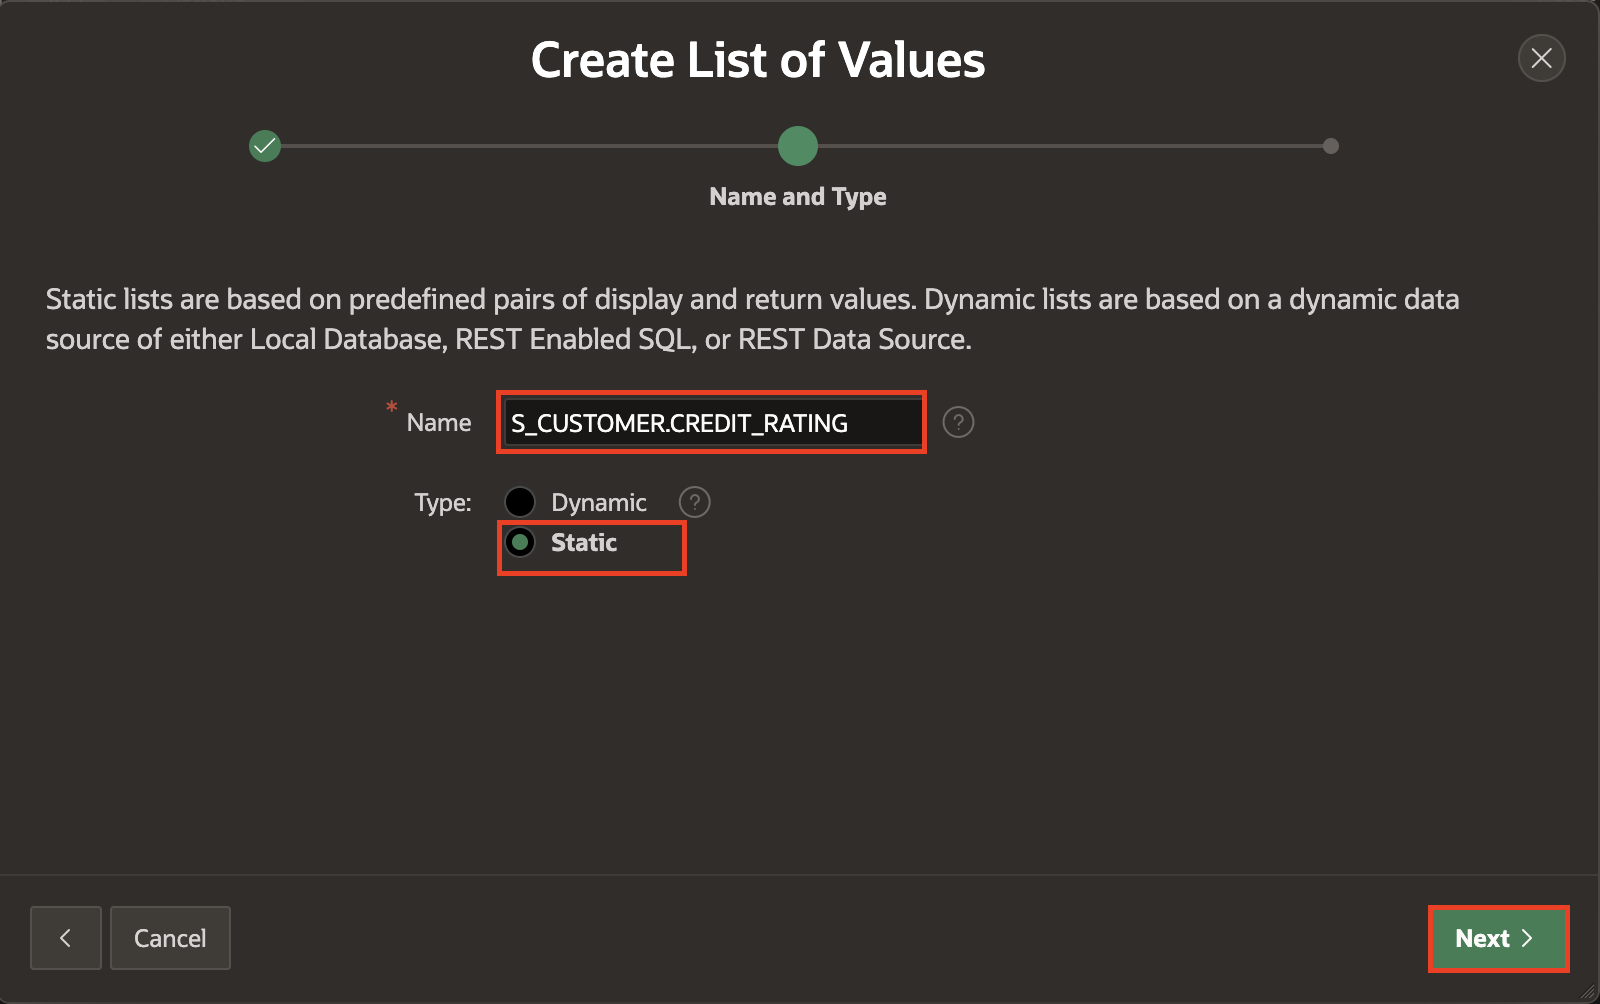 Create List of Values
Name and Type
Static lists are based on predefined pairs of display and return values. Dynamic lists are based on a dynamic data
source of either Local Database, REST Enabled SQL, or REST Data Source.
* Name S_CUSTOMER.CREDIT_RATING ?
Type: Dynamic ?
Static
Cancel Next